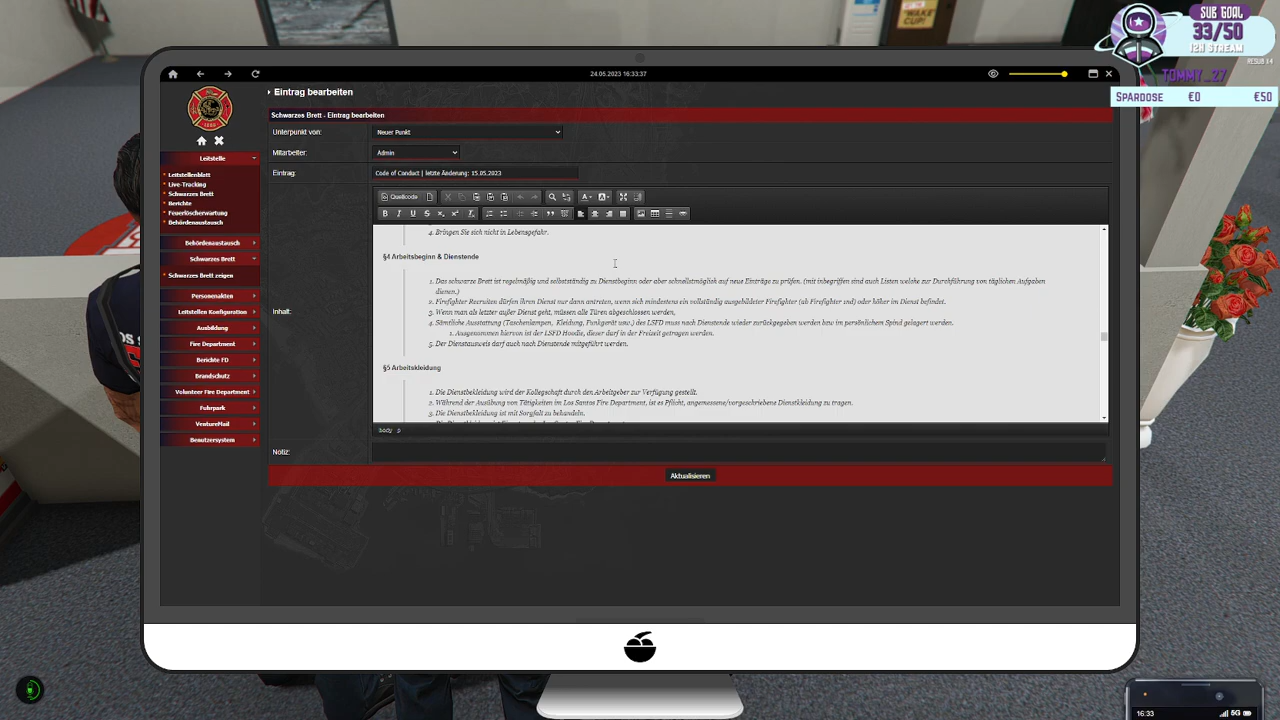 "WAKE"
CUP!
SUB GOAL
33/50
12H STREAM
RESUB X4
TOMMY_27
SPARDOSE €0 €50
24.05.2023 16:33:37
Eintrag bearbeiten
Schwarzes Brett - Eintrag bearbeiten
Unterpunkt von: Neuer Punkt
Mitarbeiter: Admin
Eintrag: Code of Conduct | letzte Änderung: 15.05.2023
Leitstelle
Leitstellenblatt
Live-Tracking
Schwarzes Brett
Berichte
Feuerlöscherwartung
Behördenaustausch
Behördenaustausch
Schwarzes Brett
Schwarzes Brett zeigen
Personenakten
Leitstellen Konfiguration
Ausbildung
Fire Department
Berichte FD
Brandschutz
Volunteer Fire Department
Fuhrpark
VentureMail
Benutzersystem
Quellcode
Inhalt:
4. Bringen Sie sich nicht in Lebensgefahr.
§4 Arbeitsbeginn & Dienstende
1. Das schwarze Brett ist regelmäßig und selbstständig zu Dienstbeginn oder aber schnellstmöglich auf neue Einträge zu prüfen. (mit inbegriffen sind auch Listen welche zur Durchführung von täglichen Aufgaben
dienen.)
2. Firefighter Recruiten dürfen ihren Dienst nur dann antreten, wenn sich mindestens ein vollständig ausgebildeter Firefighter (ab Firefighter 2nd) oder höher im Dienst befindet.
3. Wenn man als letzter außer Dienst geht, müssen alle Türen abgeschlossen werden,
4. Sämtliche Ausstattung (Taschenlampen, Kleidung, Funkgerät usw.) des LSFD muss nach Dienstende wieder zurückgegeben werden bzw im persönlichen Spind gelagert werden.
1. Ausgenommen hiervon ist der LSFD Hoodie, dieser darf in der Freizeit getragen werden.
5. Der Dienstausweis darf auch nach Dienstende mitgeführt werden.
§5 Arbeitskleidung
1. Die Dienstbekleidung wird der Kollegschaft durch den Arbeitgeber zur Verfügung gestellt.
2. Während der Ausübung von Tätigkeiten im Los Santos Fire Department, ist es Pflicht, angemessene/vorgeschriebene Dienstkleidung zu tragen.
3. Die Dienstbekleidung ist mit Sorgfalt zu behandeln.
body p
Notiz:
Aktualisieren
16:33
5G